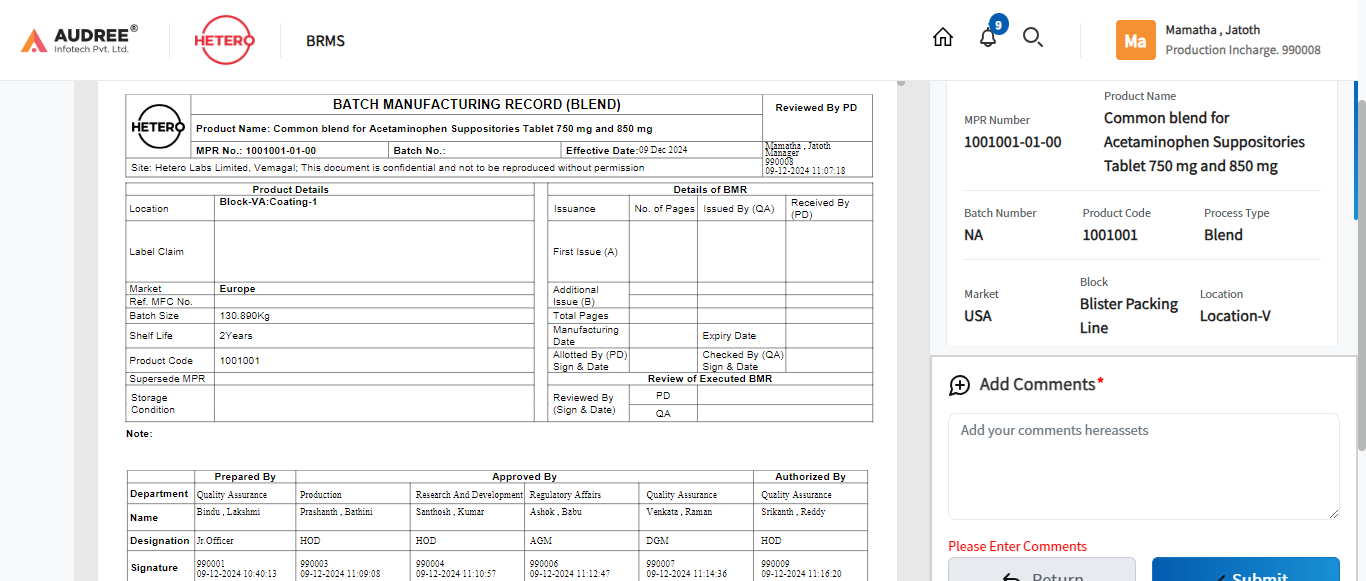 AUDREE®
Infotech Pvt. Ltd.
HETERO
BRMS
9
Ma
Mamatha , Jatoth
Production Incharge. 990008
HETERO
BATCH MANUFACTURING RECORD (BLEND)
Reviewed By PD
Product Name: Common blend for Acetaminophen Suppositories Tablet 750 mg and 850 mg
MPR No.: 1001001-01-00
Batch No.:
Effective Date:09 Dec 2024
Mamatha , Jatoth
Manager
990008
09-12-2024 11:07:18
Site: Hetero Labs Limited, Vemagal; This document is confidential and not to be reproduced without permission
Product Details
Location
Block-VA:Coating-1
Label Claim
Market
Europe
Ref. MFC No.
Batch Size
130.890Kg
Shelf Life
2Years
Product Code
1001001
Supersede MPR
Storage
Condition
Details of BMR
Issuance
No. of Pages
Issued By (QA)
Received By
(PD)
First Issue (A)
Additional
Issue (B)
Total Pages
Manufacturing
Date
Expiry Date
Allotted By (PD)
Sign & Date
Checked By (QA)
Sign & Date
Review of Executed BMR
Reviewed By
(Sign & Date)
PD
QA
Note:
Prepared By
Approved By
Authorized By
Department
Quality Assurance
Production
Research And Development
Regulatory Affairs
Quality Assurance
Quality Assurance
Name
Bindu , Lakshmi
Prashanth , Bathini
Santhosh , Kumar
Ashok , Babu
Venkata , Raman
Srikanth , Reddy
Designation
Jr.Officer
HOD
HOD
AGM
DGM
HOD
Signature
990001
09-12-2024 10:40:13
990003
09-12-2024 11:09:08
990004
09-12-2024 11:10:57
990006
09-12-2024 11:12:47
990007
09-12-2024 11:14:36
990009
09-12-2024 11:16:20
MPR Number
1001001-01-00
Product Name
Common blend for
Acetaminophen Suppositories
Tablet 750 mg and 850 mg
Batch Number
NA
Product Code
1001001
Process Type
Blend
Market
USA
Block
Blister Packing
Line
Location
Location-V
Add Comments*
Add your comments hereassets
Please Enter Comments
Return
Submit